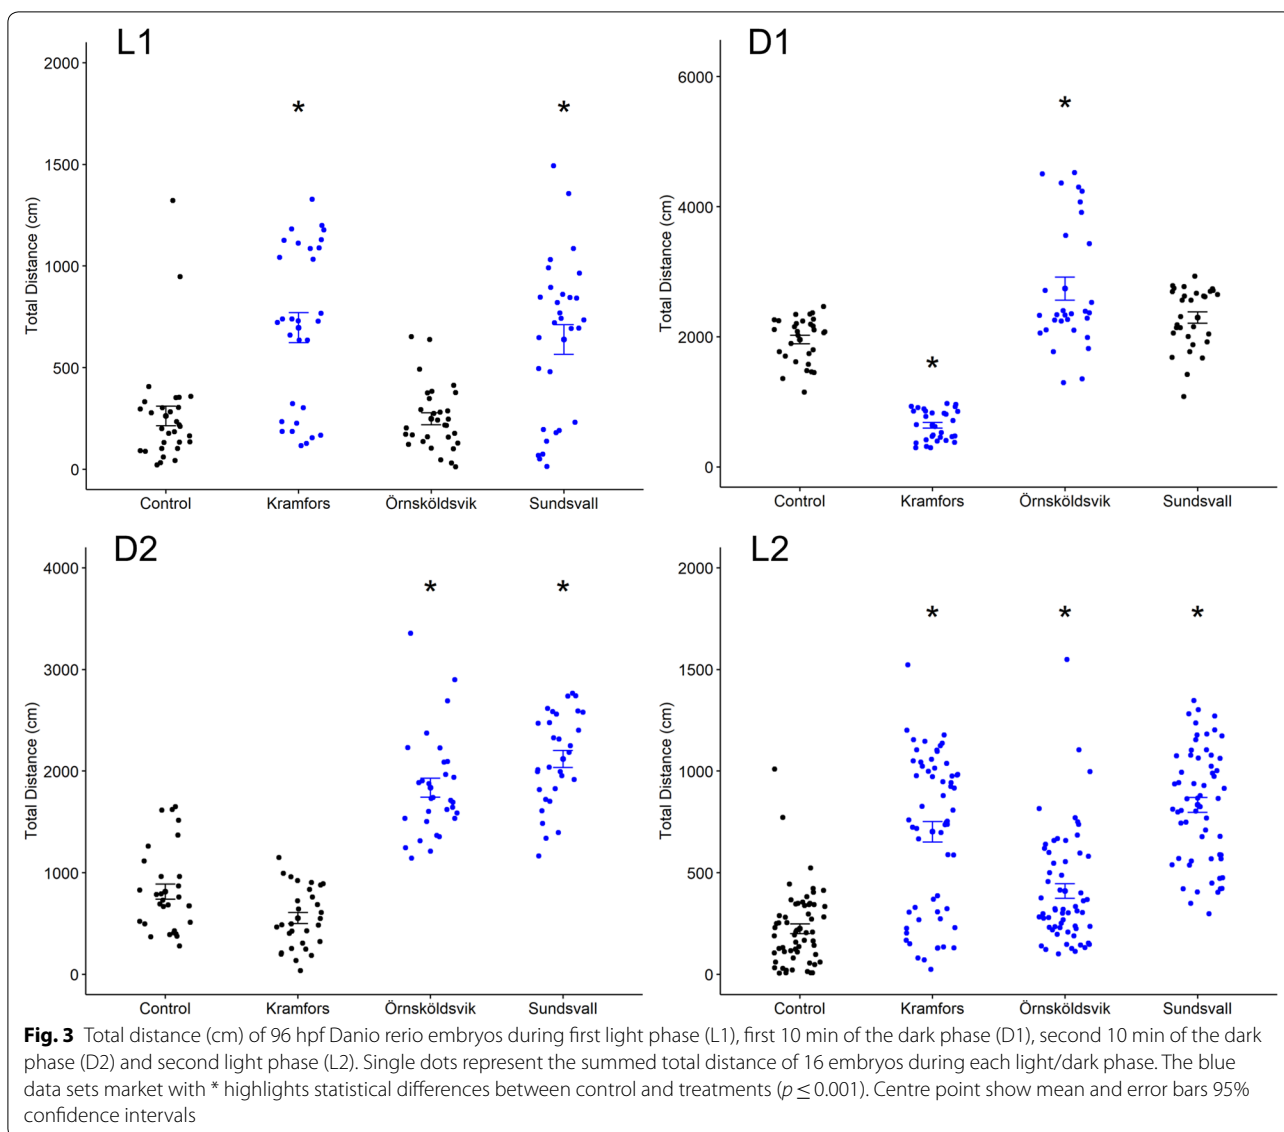 L1
D1
2000
1500
1000
500
0
Total Distance (cm)
*
*
Control
Kramfors
Örnsköldsvik
Sundsvall
6000
4000
2000
0
Total Distance (cm)
*
*
Control
Kramfors
Örnsköldsvik
Sundsvall
D2
L2
4000
3000
2000
1000
0
Total Distance (cm)
*
*
Control
Kramfors
Örnsköldsvik
Sundsvall
2000
1500
1000
500
0
Total Distance (cm)
*
*
*
Control
Kramfors
Örnsköldsvik
Sundsvall
Fig. 3 Total distance (cm) of 96 hpf Danio rerio embryos during first light phase (L1), first 10 min of the dark phase (D1), second 10 min of the dark
phase (D2) and second light phase (L2). Single dots represent the summed total distance of 16 embryos during each light/dark phase. The blue
data sets market with * highlights statistical differences between control and treatments (p ≤ 0.001). Centre point show mean and error bars 95%
confidence intervals